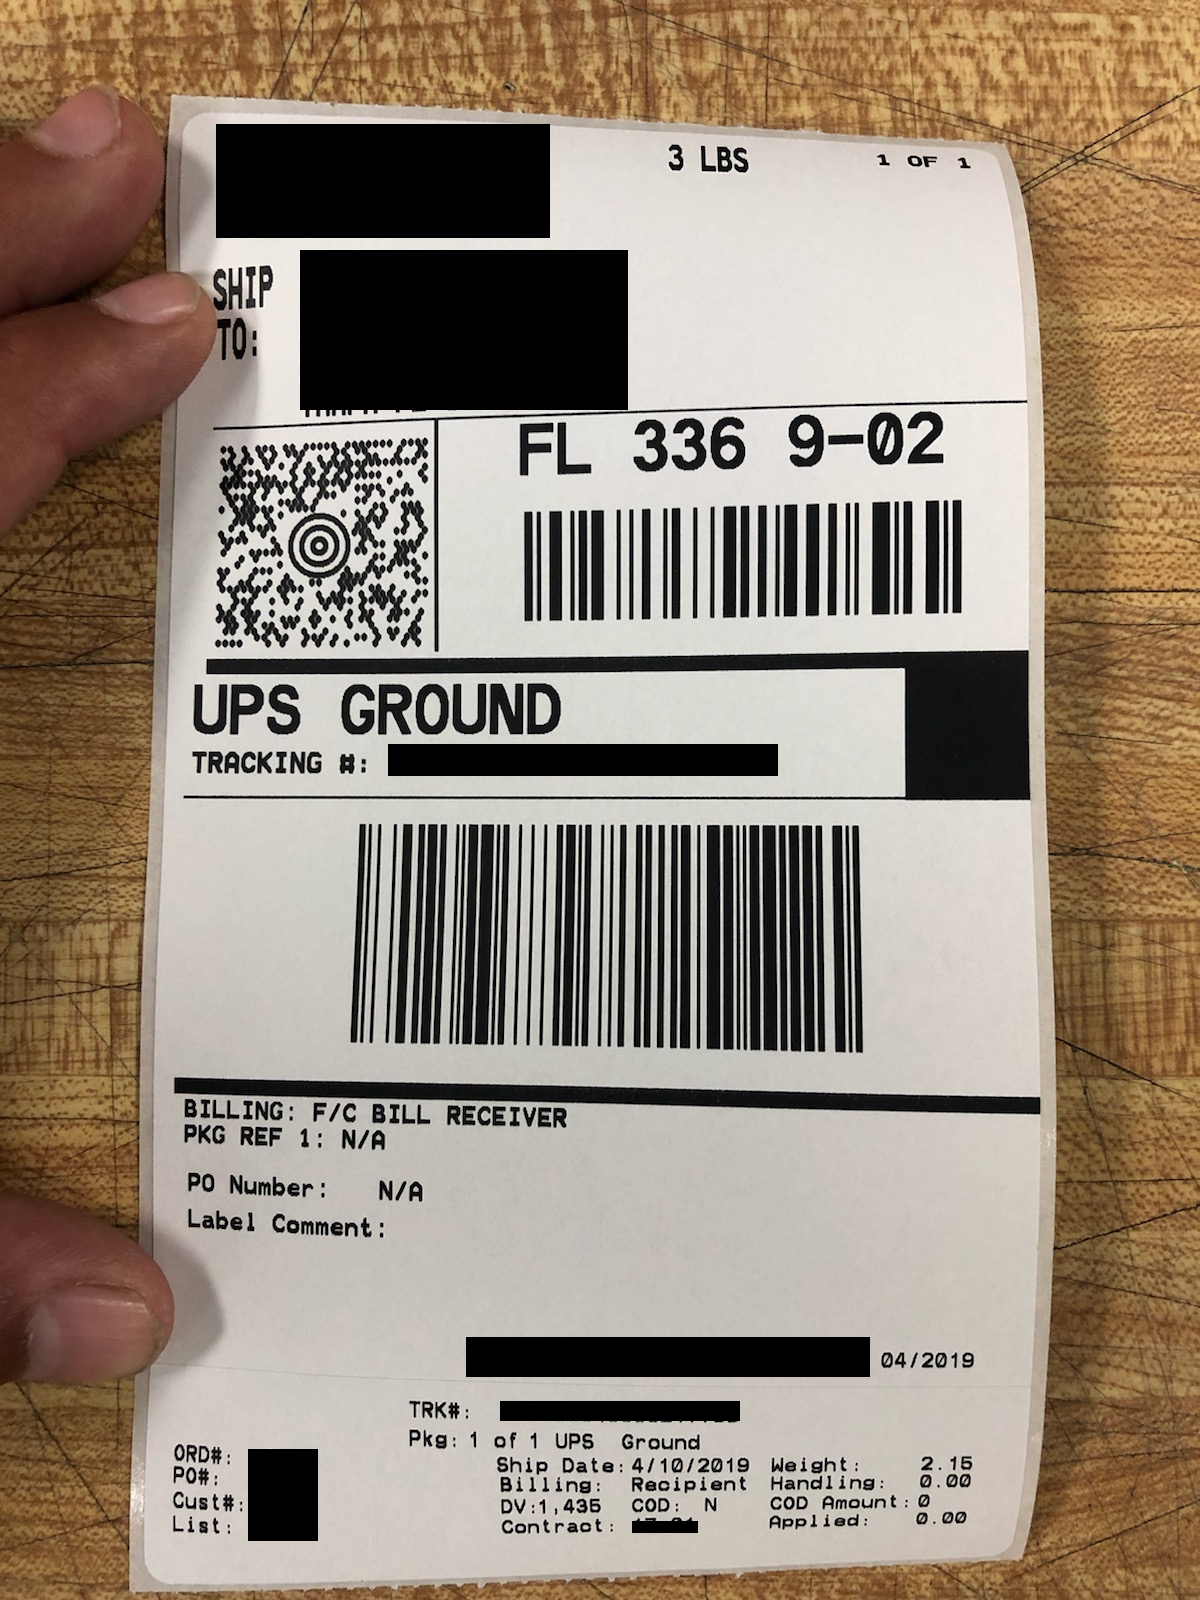 3 LBS 1 OF 1
SHIP
TO:
FL 336 9-02
UPS GROUND
TRACKING #:
BILLING: F/C BILL RECEIVER
PKG REF 1: N/A
PO Number: N/A
Label Comment:
04/2019
TRK#:
Pkg: 1 of 1 UPS Ground
ORD#:
PO#:
Cust#:
List:
Ship Date: 4/10/2019 Weight: 2.15
Billing: Recipient Handling: 0.00
DV:1,435 COD: N COD Amount: 0
Contract: Applied: 0.00